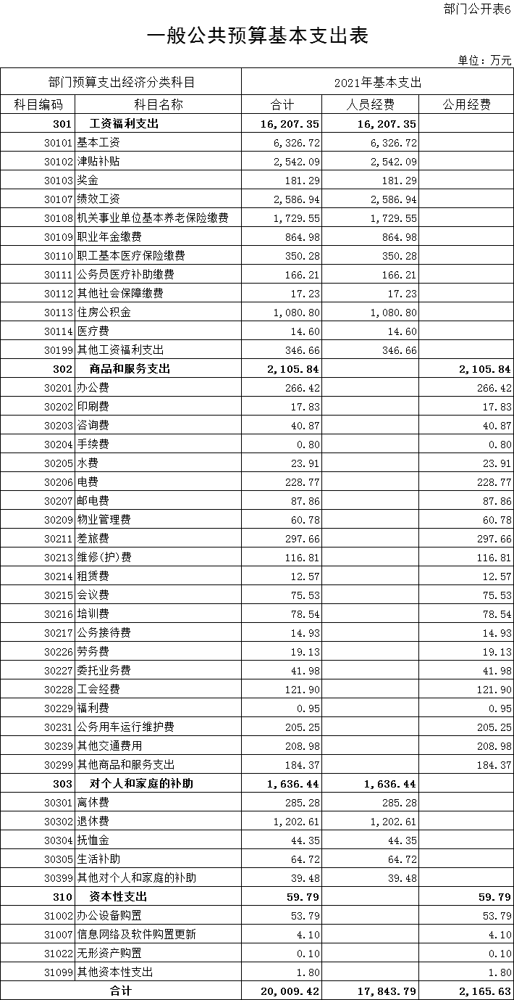 部门公开表6
一般公共预算基本支出表
单位：万元
部门预算支出经济分类科目 2021年基本支出
科目编码 科目名称 合计 人员经费 公用经费
301 工资福利支出 16,207.35 16,207.35
30101 基本工资 6,326.72 6,326.72
30102 津贴补贴 2,542.09 2,542.09
30103 奖金 181.29 181.29
30107 绩效工资 2,586.94 2,586.94
30108 机关事业单位基本养老保险缴费 1,729.55 1,729.55
30109 职业年金缴费 864.98 864.98
30110 职工基本医疗保险缴费 350.28 350.28
30111 公务员医疗补助缴费 166.21 166.21
30112 其他社会保障缴费 17.23 17.23
30113 住房公积金 1,080.80 1,080.80
30114 医疗费 14.60 14.60
30199 其他工资福利支出 346.66 346.66
302 商品和服务支出 2,105.84 2,105.84
30201 办公费 266.42 266.42
30202 印刷费 17.83 17.83
30203 咨询费 40.87 40.87
30204 手续费 0.80 0.80
30205 水费 23.91 23.91
30206 电费 228.77 228.77
30207 邮电费 87.86 87.86
30209 物业管理费 60.78 60.78
30211 差旅费 297.66 297.66
30213 维修(护)费 116.81 116.81
30214 租赁费 12.57 12.57
30215 会议费 75.53 75.53
30216 培训费 78.54 78.54
30217 公务接待费 14.93 14.93
30226 劳务费 19.13 19.13
30227 委托业务费 41.98 41.98
30228 工会经费 121.90 121.90
30229 福利费 0.95 0.95
30231 公务用车运行维护费 205.25 205.25
30239 其他交通费用 208.98 208.98
30299 其他商品和服务支出 184.37 184.37
303 对个人和家庭的补助 1,636.44 1,636.44
30301 离休费 285.28 285.28
30302 退休费 1,202.61 1,202.61
30304 抚恤金 44.35 44.35
30305 生活补助 64.72 64.72
30399 其他对个人和家庭的补助 39.48 39.48
310 资本性支出 59.79 59.79
31002 办公设备购置 53.79 53.79
31007 信息网络及软件购置更新 4.10 4.10
31022 无形资产购置 0.10 0.10
31099 其他资本性支出 1.80 1.80
合计 20,009.42 17,843.79 2,165.63